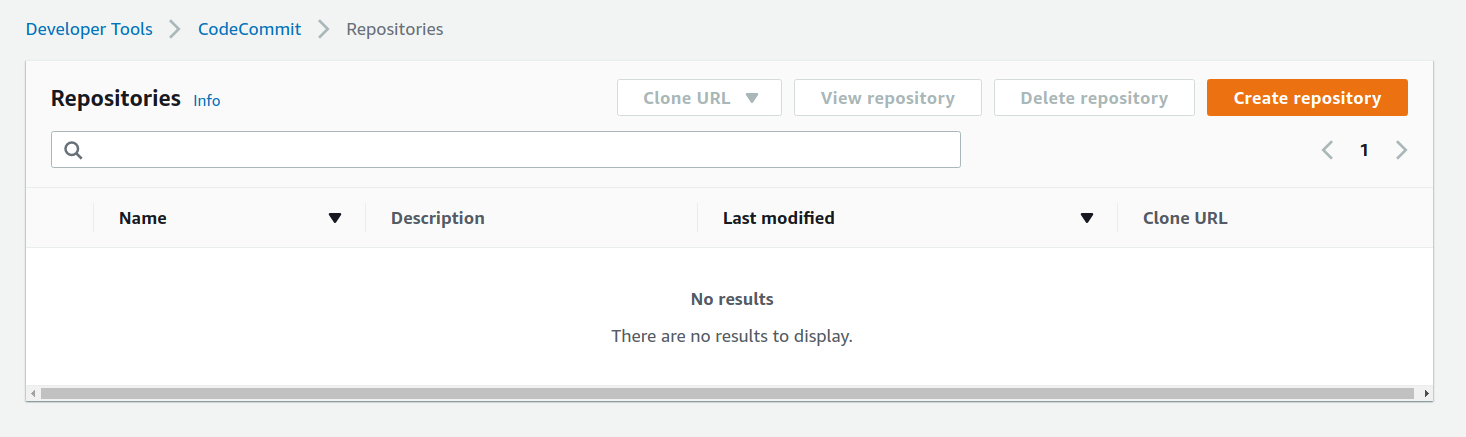 Developer Tools CodeCommit Repositories
Repositories Info Clone URL View repository Delete repository Create repository
1
Name Description Last modified Clone URL
No results
There are no results to display.